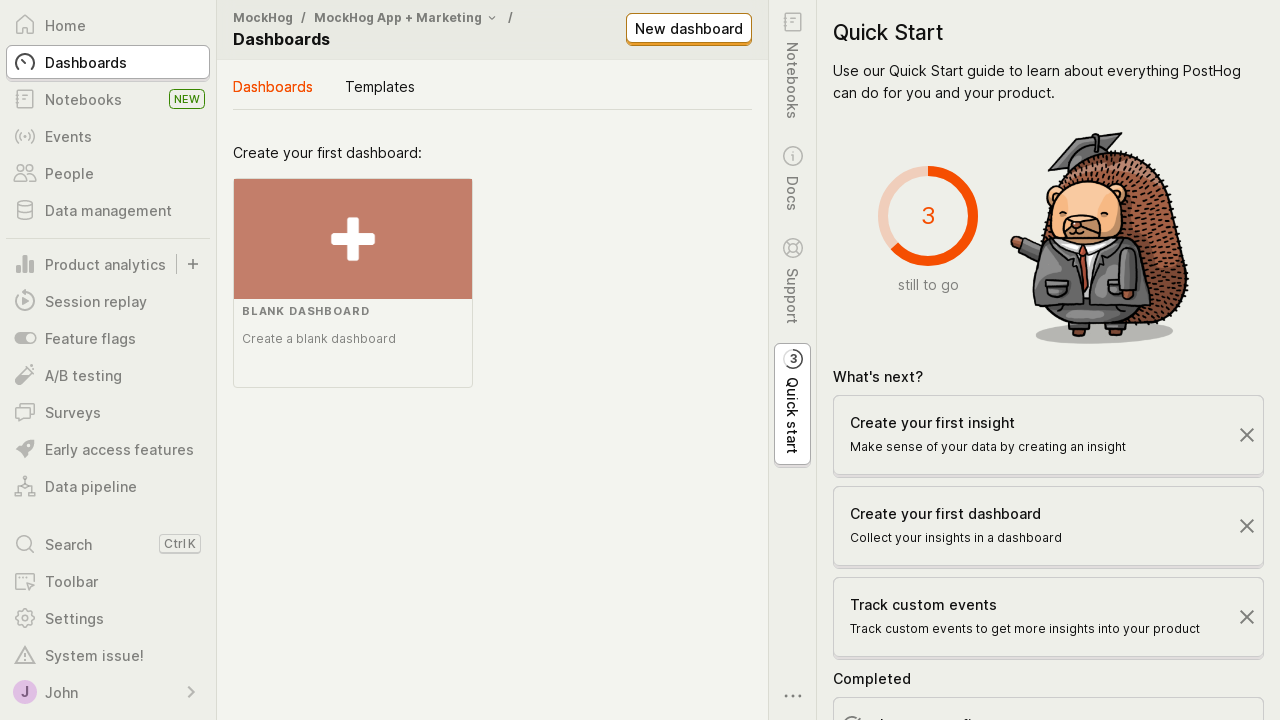 Home
Dashboards
Notebooks NEW
Events
People
Data management
Product analytics
Session replay
Feature flags
A/B testing
Surveys
Early access features
Data pipeline
Search Ctrl K
Toolbar
Settings
System issue!
J John
MockHog / MockHog App + Marketing /
Dashboards
New dashboard
Dashboards Templates
Create your first dashboard:
BLANK DASHBOARD
Create a blank dashboard
Notebooks
Docs
Support
3 Quick start
Quick Start
Use our Quick Start guide to learn about everything PostHog
can do for you and your product.
3
still to go
What's next?
Create your first insight
Make sense of your data by creating an insight
Create your first dashboard
Collect your insights in a dashboard
Track custom events
Track custom events to get more insights into your product
Completed